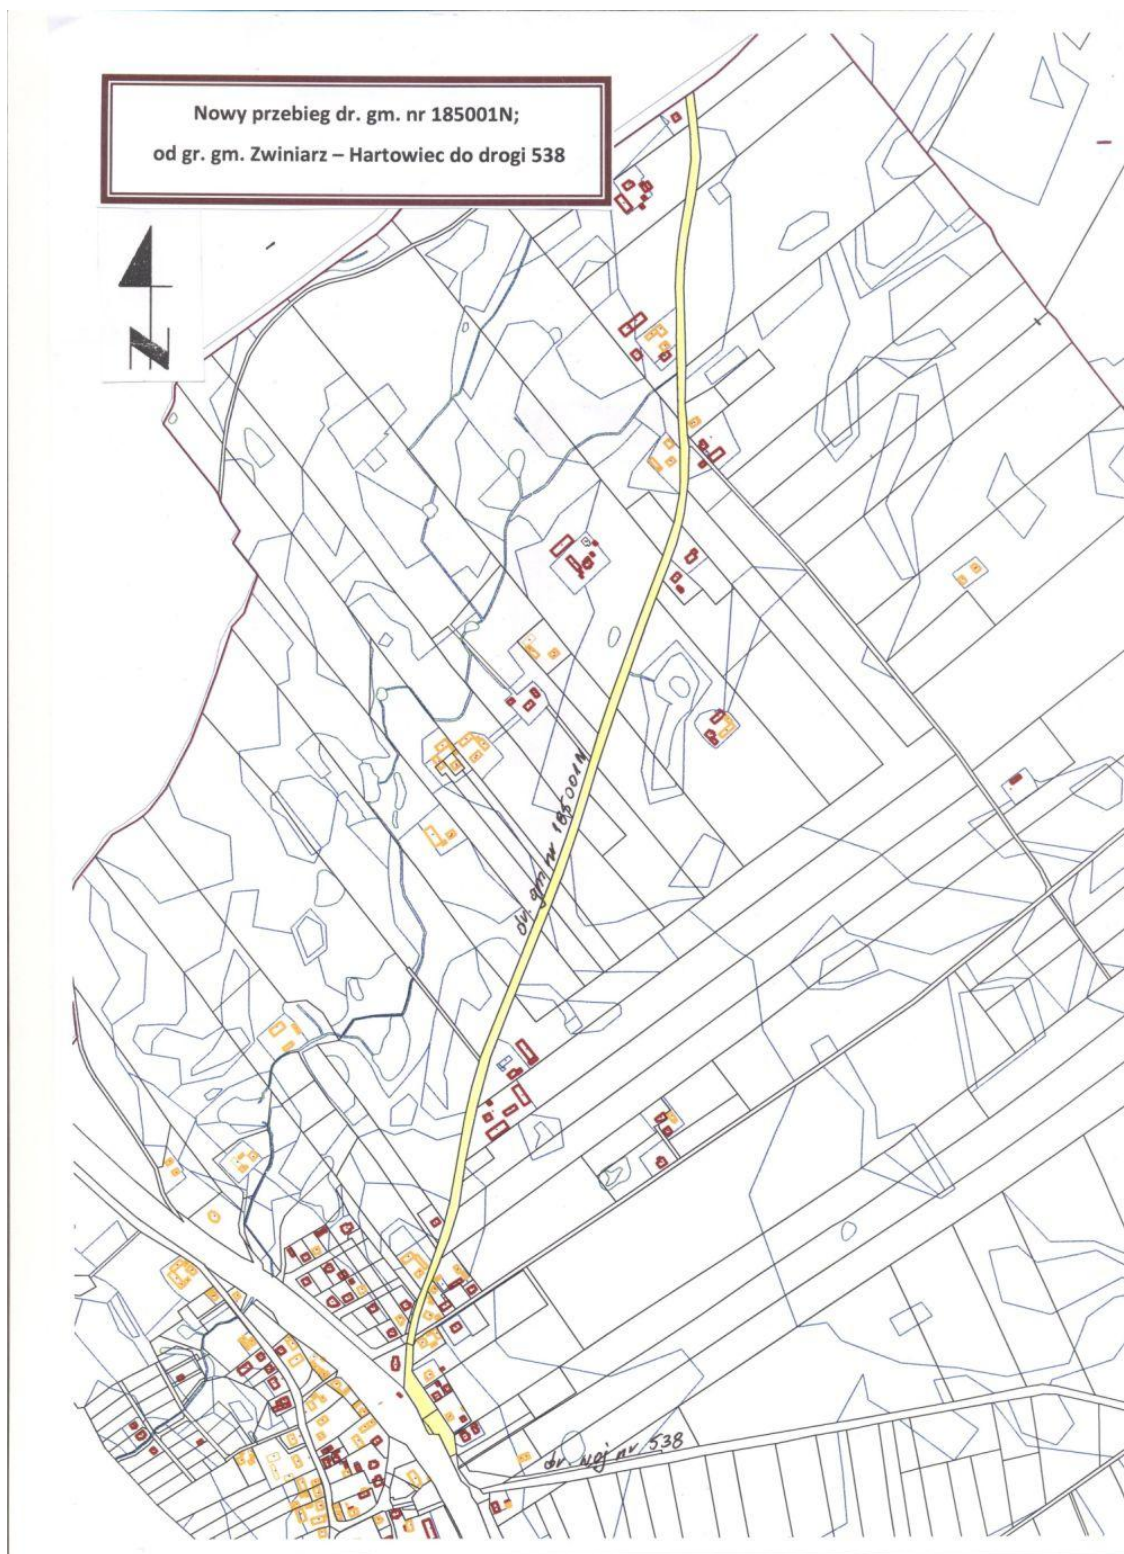 Nowy przebieg dr. gm. nr 185001N;
od gr. gm. Zwiniarz – Hartowiec do drogi 538
N
dr. gm. nr 185001N
dr. woj nr 538